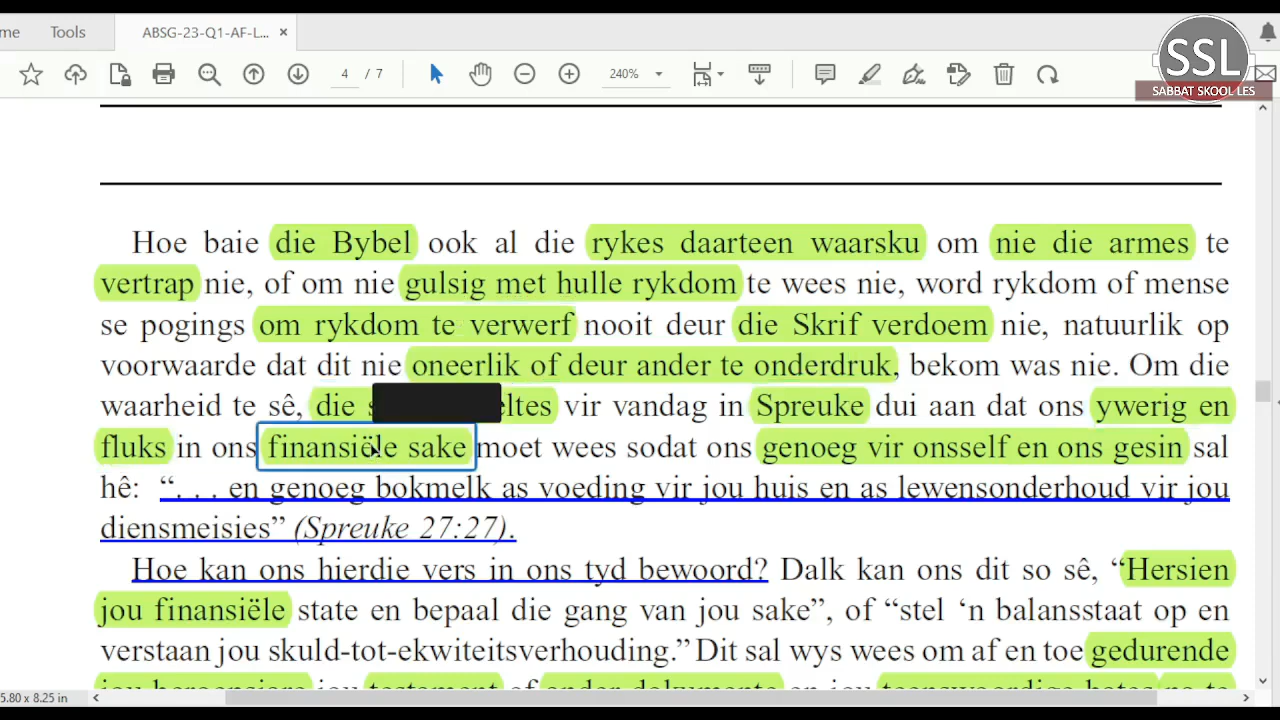 me Tools ABSG-23-Q1-AF-L... ×
4 / 7 240%
SSL
SABBAT SKOOL LES
Hoe baie die Bybel ook al die rykes daarteen waarsku om nie die armes te
vertrap nie, of om nie gulsig met hulle rykdom te wees nie, word rykdom of mense
se pogings om rykdom te verwerf nooit deur die Skrif verdoem nie, natuurlik op
voorwaarde dat dit nie oneerlik of deur ander te onderdruk, bekom was nie. Om die
waarheid te sê, die eltes vir vandag in Spreuke dui aan dat ons ywerig en
fluks in ons finansiële sake moet wees sodat ons genoeg vir onsself en ons gesin sal
hê: “. . . en genoeg bokmelk as voeding vir jou huis en as lewensonderhoud vir jou
diensmeisies” (Spreuke 27:27).
Hoe kan ons hierdie vers in ons tyd bewoord? Dalk kan ons dit so sê, “Hersien
jou finansiële state en bepaal die gang van jou sake”, of “stel ‘n balansstaat op en
verstaan jou skuld-tot-ekwiteitsverhouding.” Dit sal wys wees om af en toe gedurende
5.80 x 8.25 in